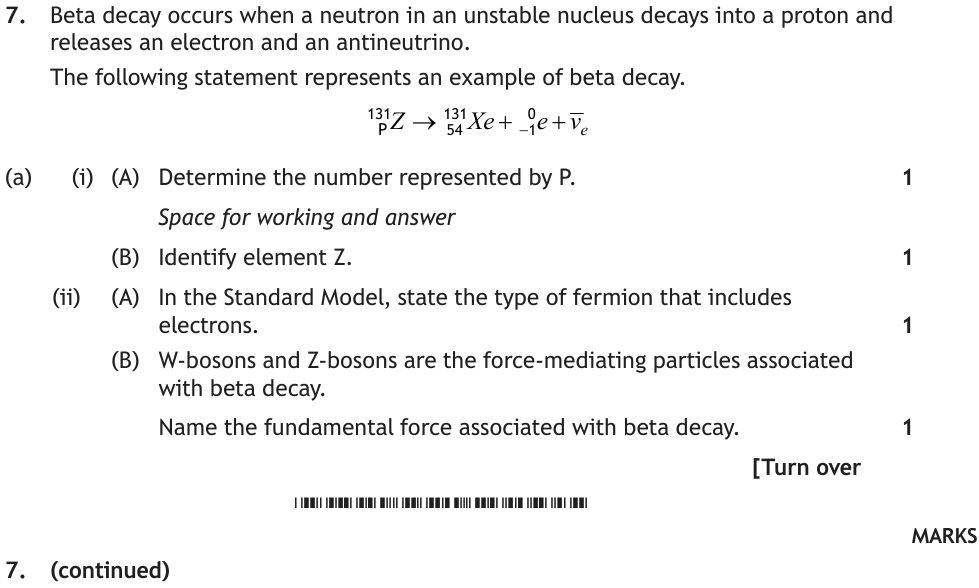 7. Beta decay occurs when a neutron in an unstable nucleus decays into a proton and
releases an electron and an antineutrino.
The following statement represents an example of beta decay.
¹³¹₍P₎Z → ¹³¹₅₄Xe + ⁰₋₁e + ν̅ₑ
(a) (i) (A) Determine the number represented by P. 1
Space for working and answer
(B) Identify element Z. 1
(ii) (A) In the Standard Model, state the type of fermion that includes
electrons. 1
(B) W-bosons and Z-bosons are the force-mediating particles associated
with beta decay.
Name the fundamental force associated with beta decay. 1
[Turn over
MARKS
7. (continued)